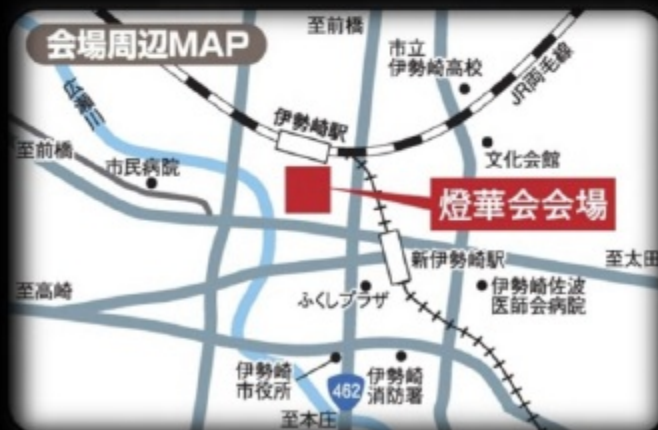 会場周辺MAP
至前橋
市立
伊勢崎高校
JR両毛線
広瀬川
伊勢崎駅
至前橋
市民病院
文化会館
燈華会会場
新伊勢崎駅
至太田
至高崎
ふくしプラザ
伊勢崎佐波
医師会病院
伊勢崎
市役所
462
伊勢崎
消防署
至本庄